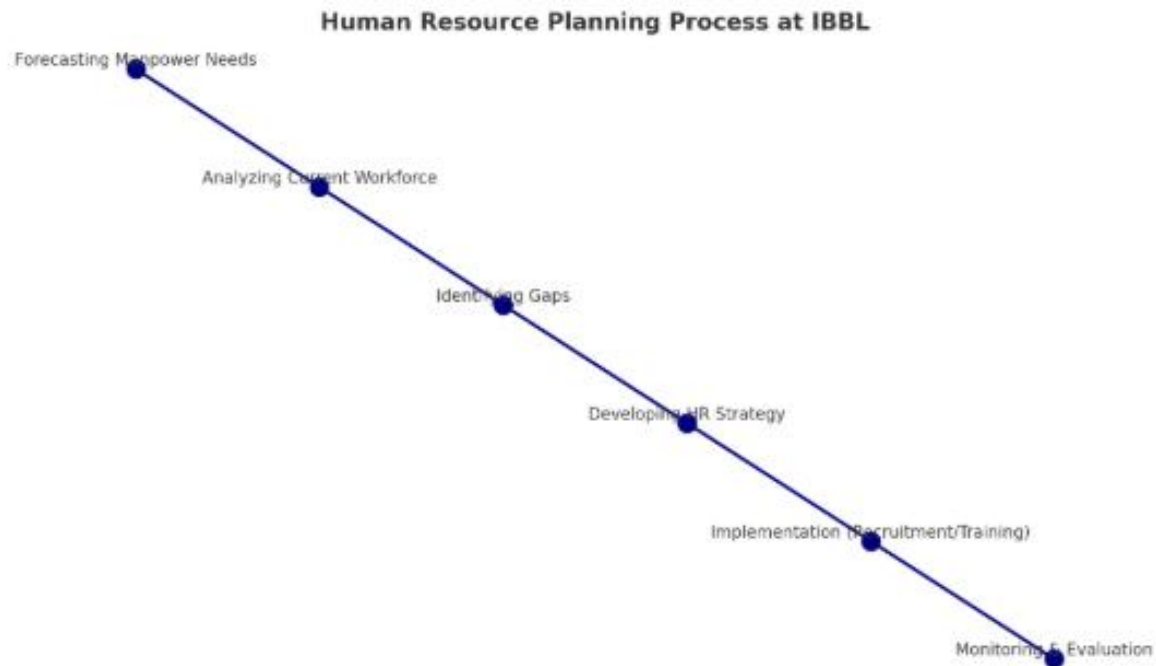 Human Resource Planning Process at IBBL
Forecasting Manpower Needs
Analyzing Current Workforce
Identifying Gaps
Developing HR Strategy
Implementation (Recruitment/Training)
Monitoring & Evaluation